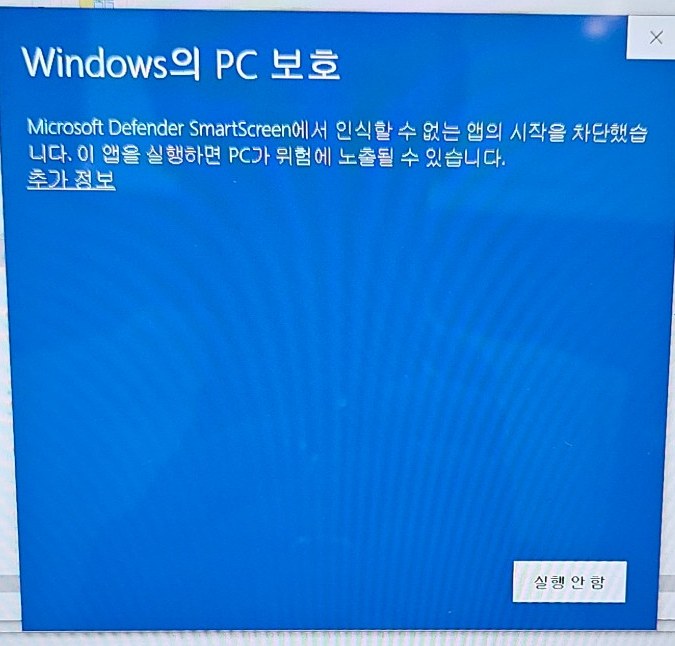 Windows의 PC 보호
Microsoft Defender SmartScreen에서 인식할 수 없는 앱의 시작을 차단했습
니다. 이 앱을 실행하면 PC가 위험에 노출될 수 있습니다.
추가 정보
실행 안 함